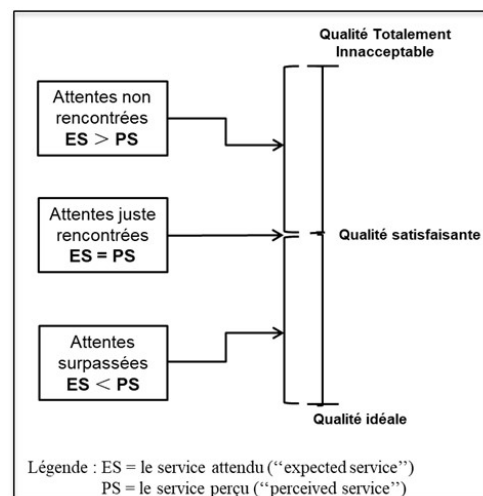 Qualité Totalement
Innacceptable
Attentes non
rencontrées
ES > PS
Attentes juste
rencontrées
ES = PS
Qualité satisfaisante
Attentes
surpassées
ES < PS
Qualité idéale
Légende : ES = le service attendu (“expected service”)
PS = le service perçu (“perceived service”)